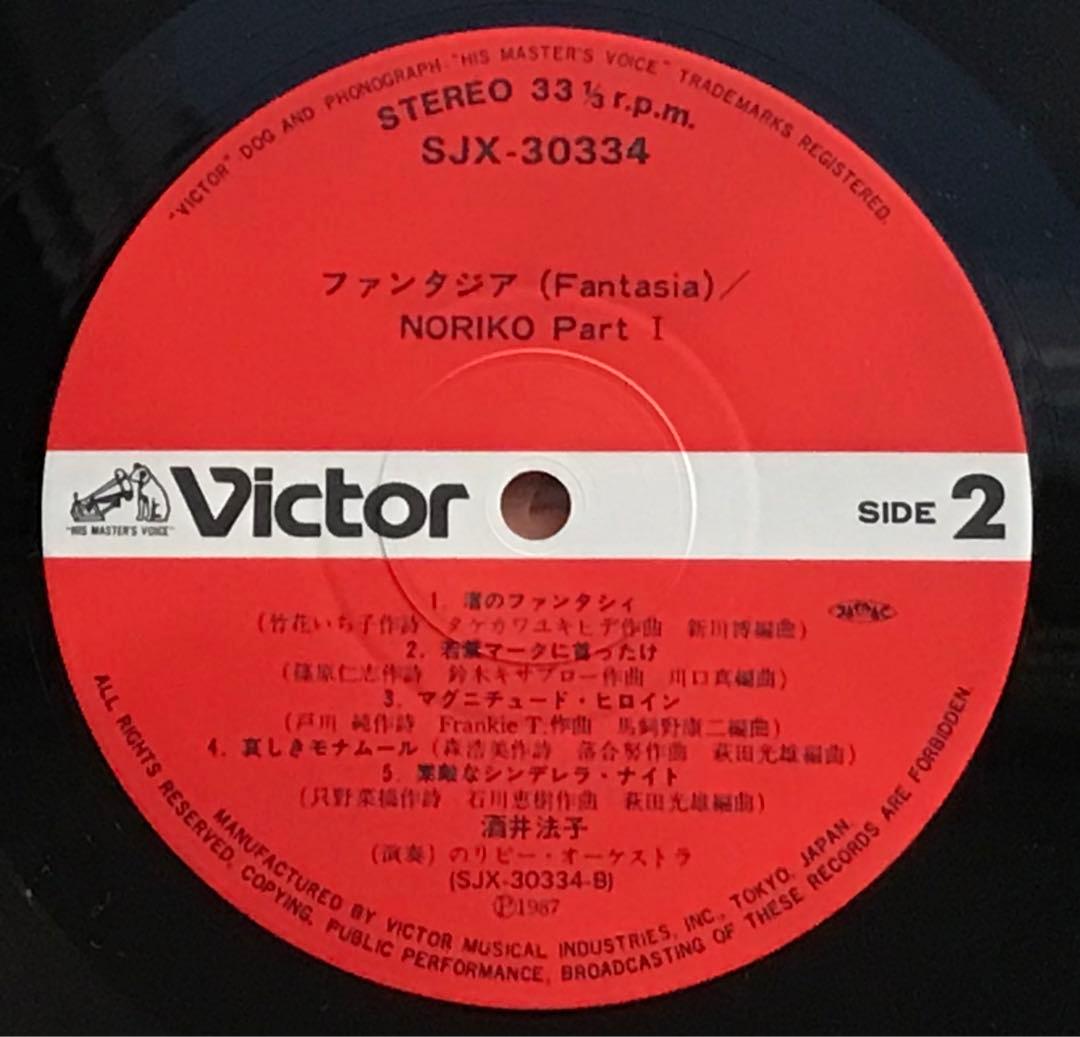 "VICTOR" DOG AND PHONOGRAPH-"HIS MASTER'S VOICE" TRADEMARKS REGISTERED.
STEREO 33⅓ r.p.m.
SJX-30334
ファンタジア (Fantasia)／
NORIKO Part Ⅰ
"HIS MASTER'S VOICE"
Victor
SIDE 2
1. 渚のファンタシィ
(竹花いち子作詩 タケカワユキヒデ作曲 新川博編曲)
JASRAC
2. 若葉マークに首ったけ
(篠原仁志作詩 鈴木キサブロー作曲 川口真編曲)
3. マグニチュード・ヒロイン
(戸川 純作詩 Frankie T.作曲 馬飼野康二編曲)
4. 哀しきモナムール (森浩美作詩 落合努作曲 萩田光雄編曲)
5. 素敵なシンデレラ・ナイト
(只野菜摘作詩 石川恵樹作曲 萩田光雄編曲)
酒井法子
(演奏) のりピー・オーケストラ
(SJX-30334-B)
Ⓟ1987
MANUFACTURED BY VICTOR MUSICAL INDUSTRIES, INC., TOKYO, JAPAN.
ALL RIGHTS RESERVED. COPYING, PUBLIC PERFORMANCE, BROADCASTING OF THESE RECORDS ARE FORBIDDEN.